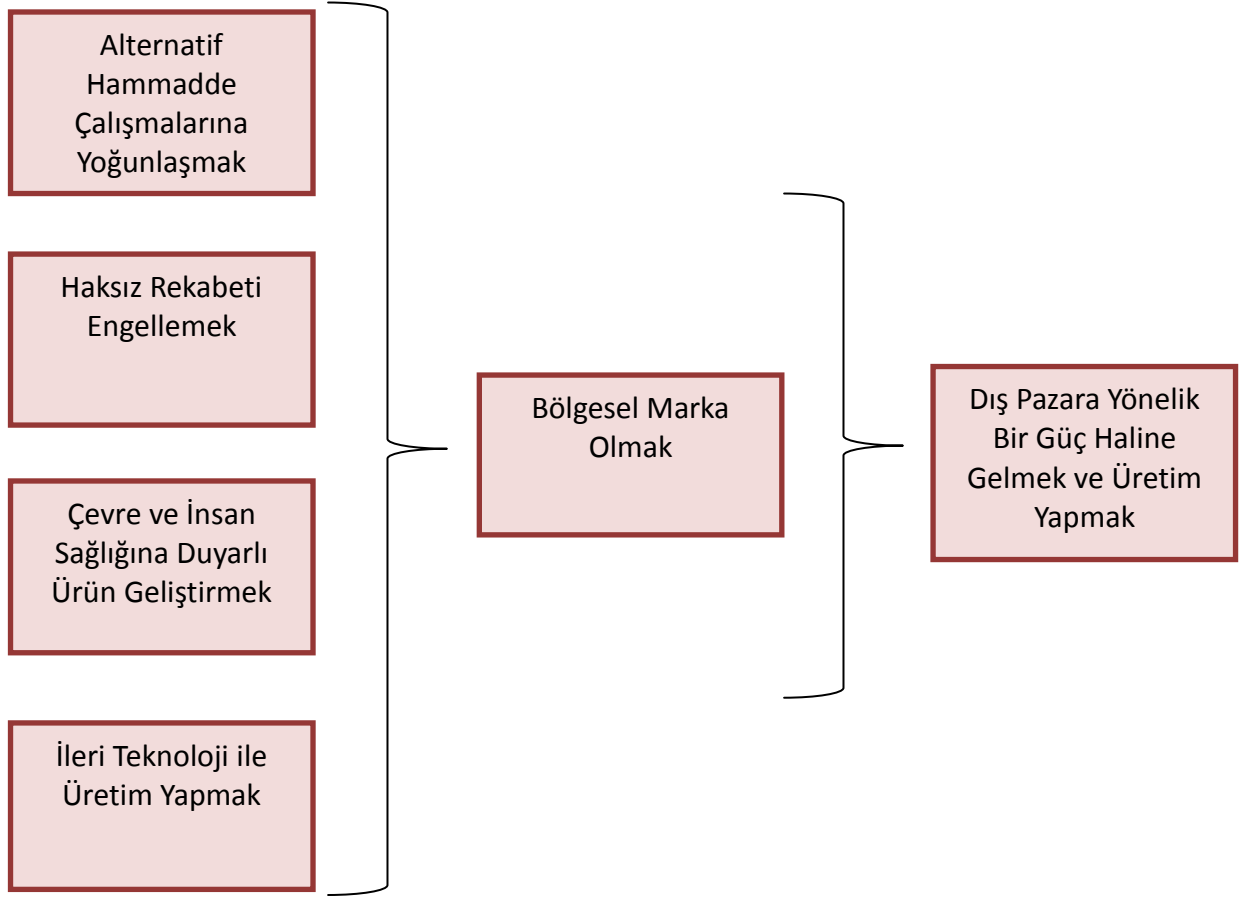 Alternatif
Hammadde
Çalışmalarına
Yoğunlaşmak
Haksız Rekabeti
Engellemek
Çevre ve İnsan
Sağlığına Duyarlı
Ürün Geliştirmek
İleri Teknoloji ile
Üretim Yapmak
Bölgesel Marka
Olmak
Dış Pazara Yönelik
Bir Güç Haline
Gelmek ve Üretim
Yapmak